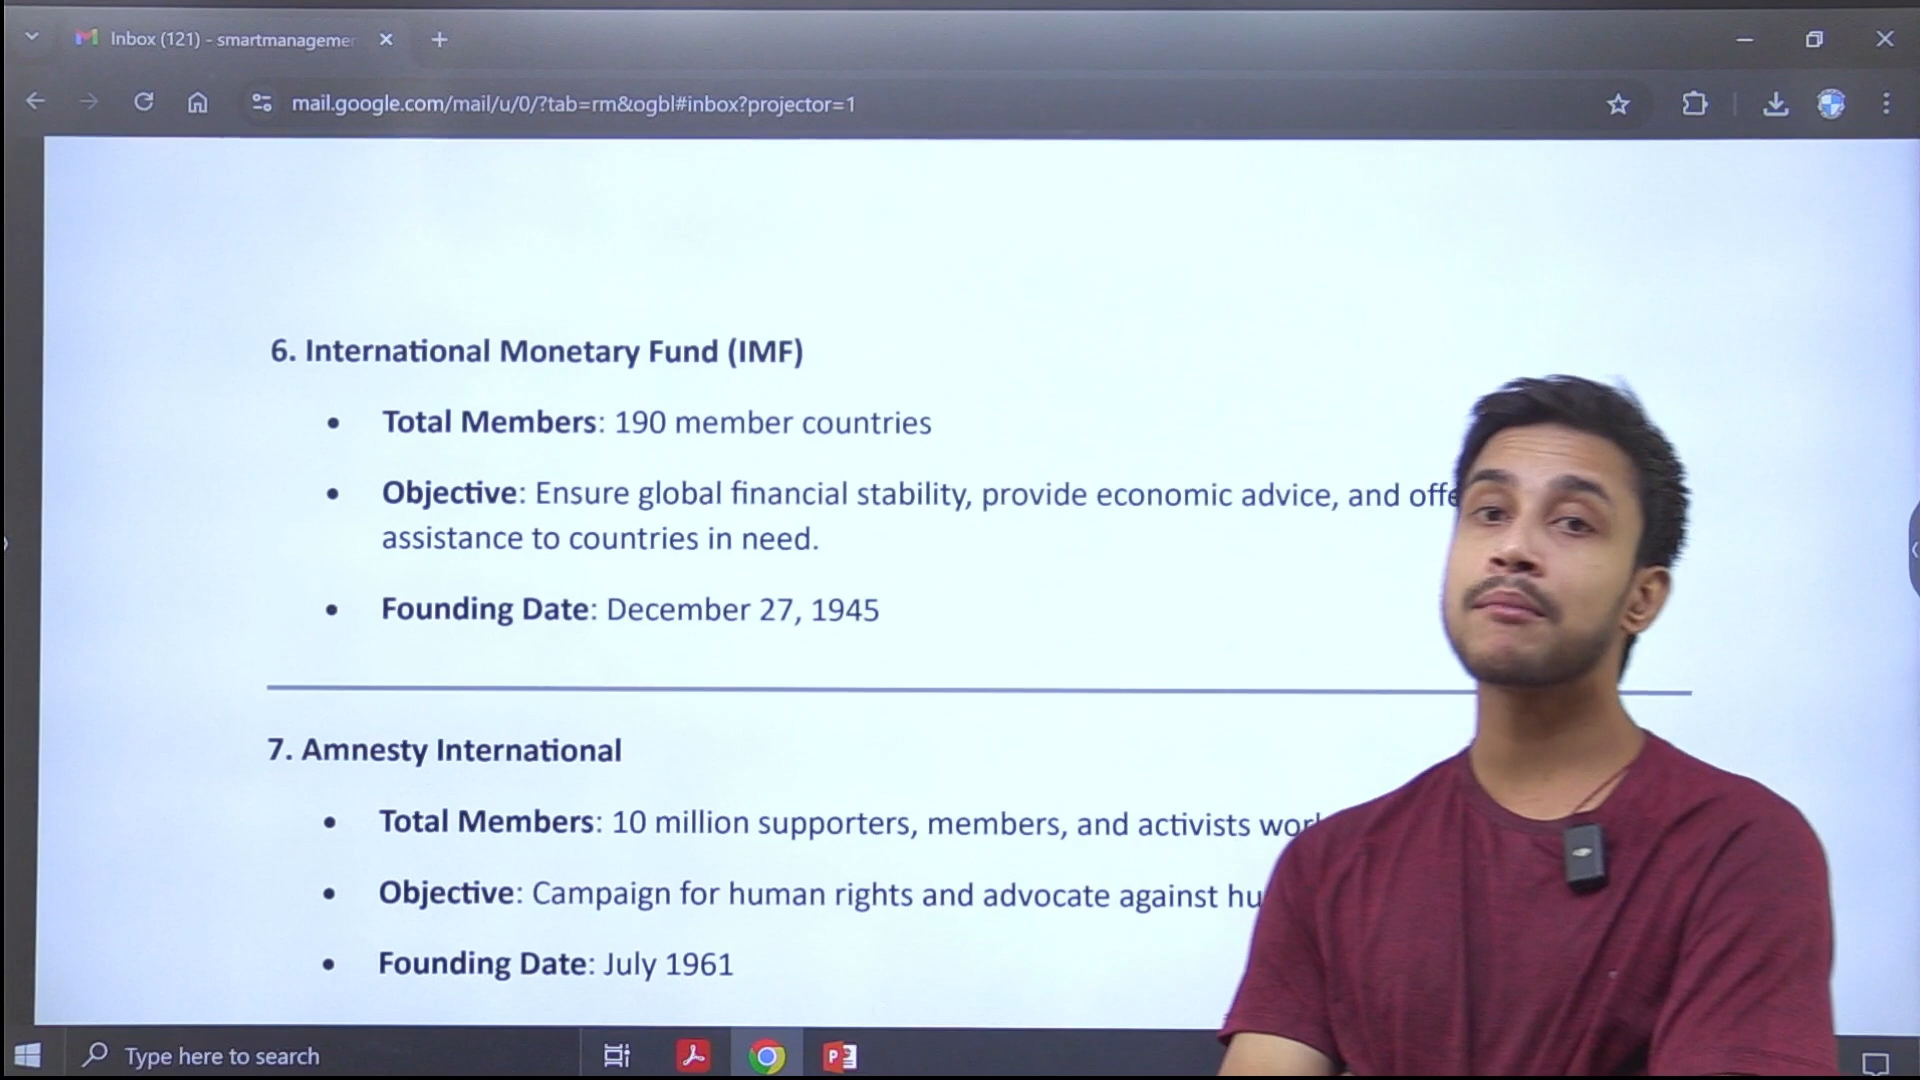 Inbox (121) - smartmanagemer
mail.google.com/mail/u/0/?tab=rm&ogbl#inbox?projector=1
6. International Monetary Fund (IMF)
• Total Members: 190 member countries
• Objective: Ensure global financial stability, provide economic advice, and offe
assistance to countries in need.
• Founding Date: December 27, 1945
7. Amnesty International
• Total Members: 10 million supporters, members, and activists
• Objective: Campaign for human rights and advocate against hu
• Founding Date: July 1961
Type here to search